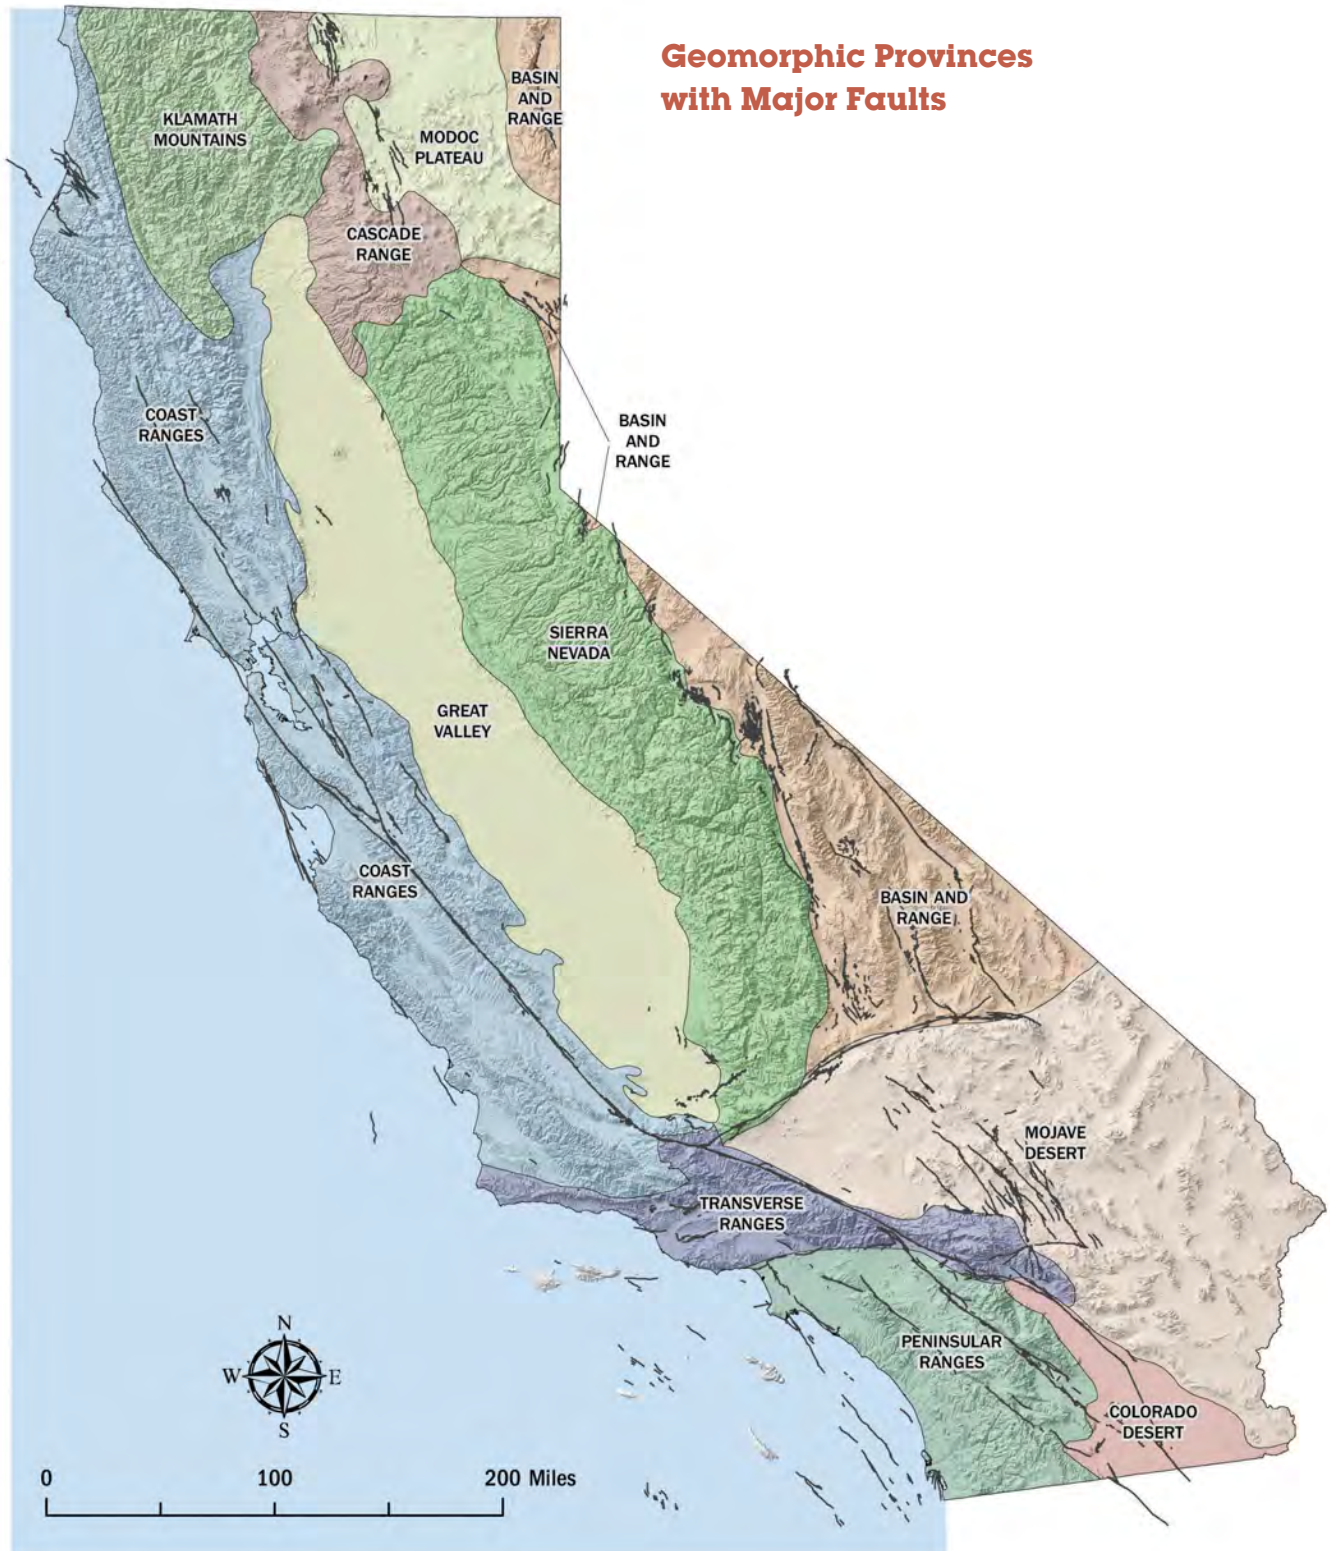 Geomorphic Provinces
with Major Faults
BASIN
AND
RANGE
KLAMATH
MOUNTAINS
MODOC
PLATEAU
CASCADE
RANGE
COAST
RANGES
BASIN
AND
RANGE
SIERRA
NEVADA
GREAT
VALLEY
COAST
RANGES
BASIN AND
RANGE
MOJAVE
DESERT
TRANSVERSE
RANGES
PENINSULAR
RANGES
COLORADO
DESERT
N
W
E
S
0 100 200 Miles